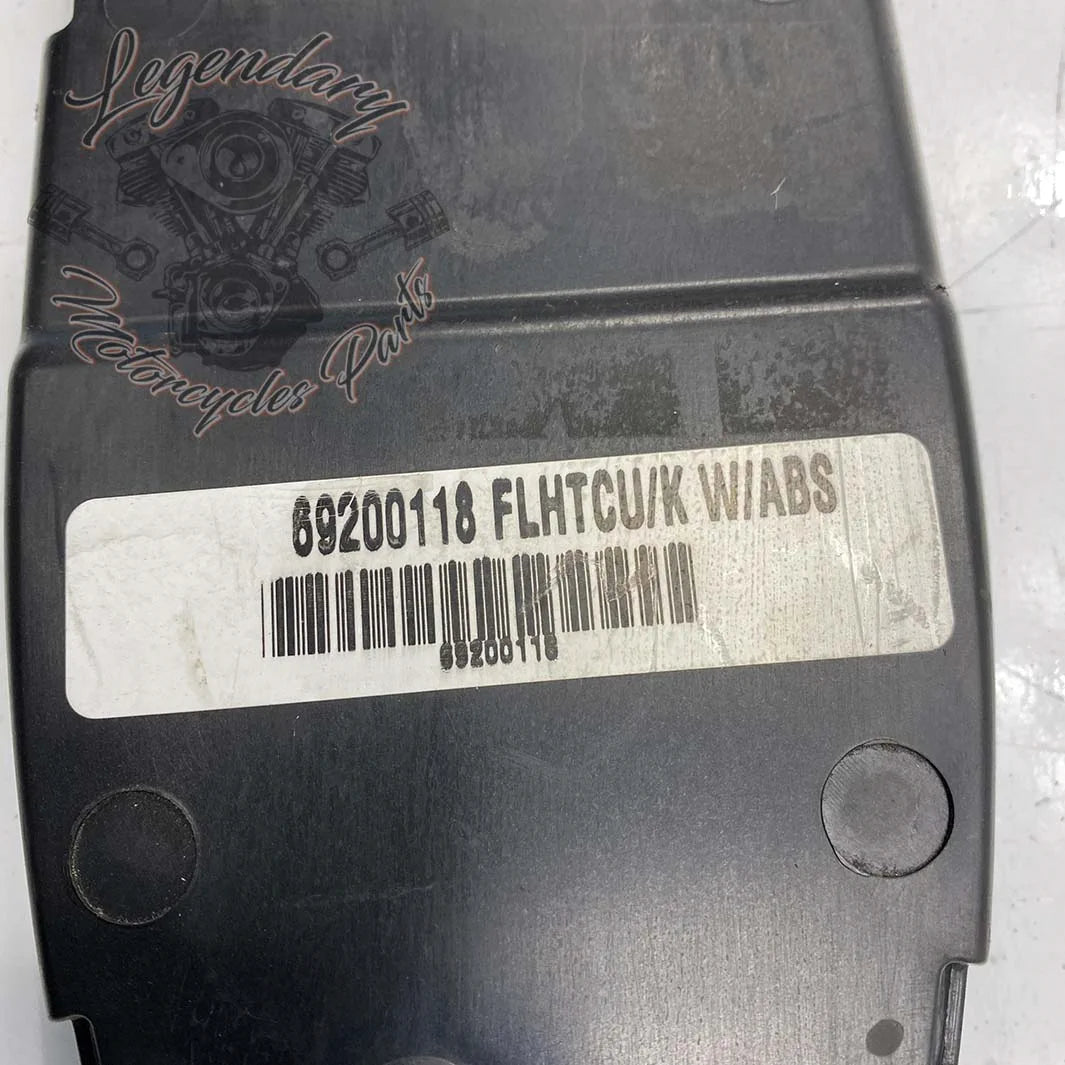 Legendary
Motorcycles Parts
69200118 FLHTCU/K W/ABS
69200118